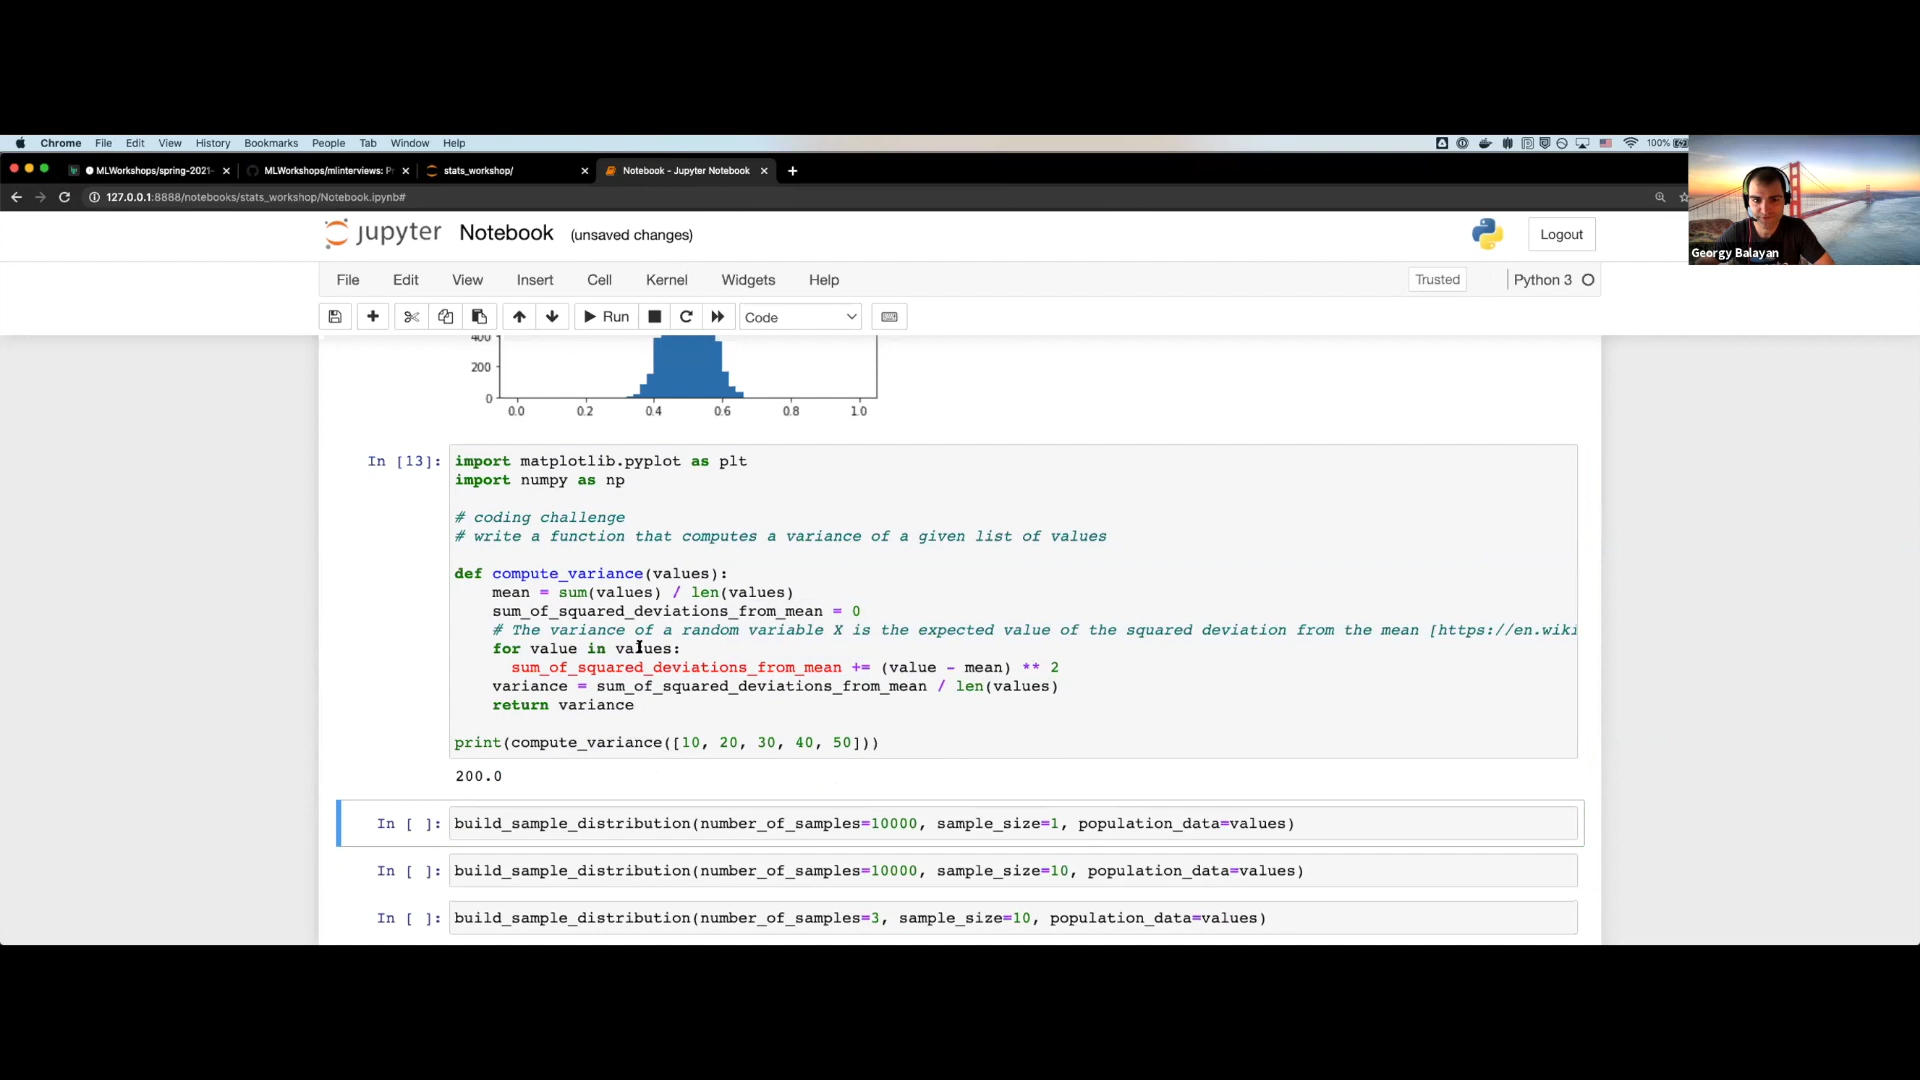 Chrome File Edit View History Bookmarks People Tab Window Help 100%
MLWorkshops/spring-2021- MLWorkshops/mlinterviews: Pr stats_workshop/ Notebook - Jupyter Notebook
127.0.0.1:8888/notebooks/stats_workshop/Notebook.ipynb#
Georgy Balayan
jupyter Notebook (unsaved changes) Logout
File Edit View Insert Cell Kernel Widgets Help Trusted Python 3
Run Code
400
200
0
0.0 0.2 0.4 0.6 0.8 1.0
In [13]: import matplotlib.pyplot as plt
import numpy as np
# coding challenge
# write a function that computes a variance of a given list of values
def compute_variance(values):
mean = sum(values) / len(values)
sum_of_squared_deviations_from_mean = 0
# The variance of a random variable X is the expected value of the squared deviation from the mean [https://en.wiki
for value in values:
sum_of_squared_deviations_from_mean += (value - mean) ** 2
variance = sum_of_squared_deviations_from_mean / len(values)
return variance
print(compute_variance([10, 20, 30, 40, 50]))
200.0
In [ ]: build_sample_distribution(number_of_samples=10000, sample_size=1, population_data=values)
In [ ]: build_sample_distribution(number_of_samples=10000, sample_size=10, population_data=values)
In [ ]: build_sample_distribution(number_of_samples=3, sample_size=10, population_data=values)